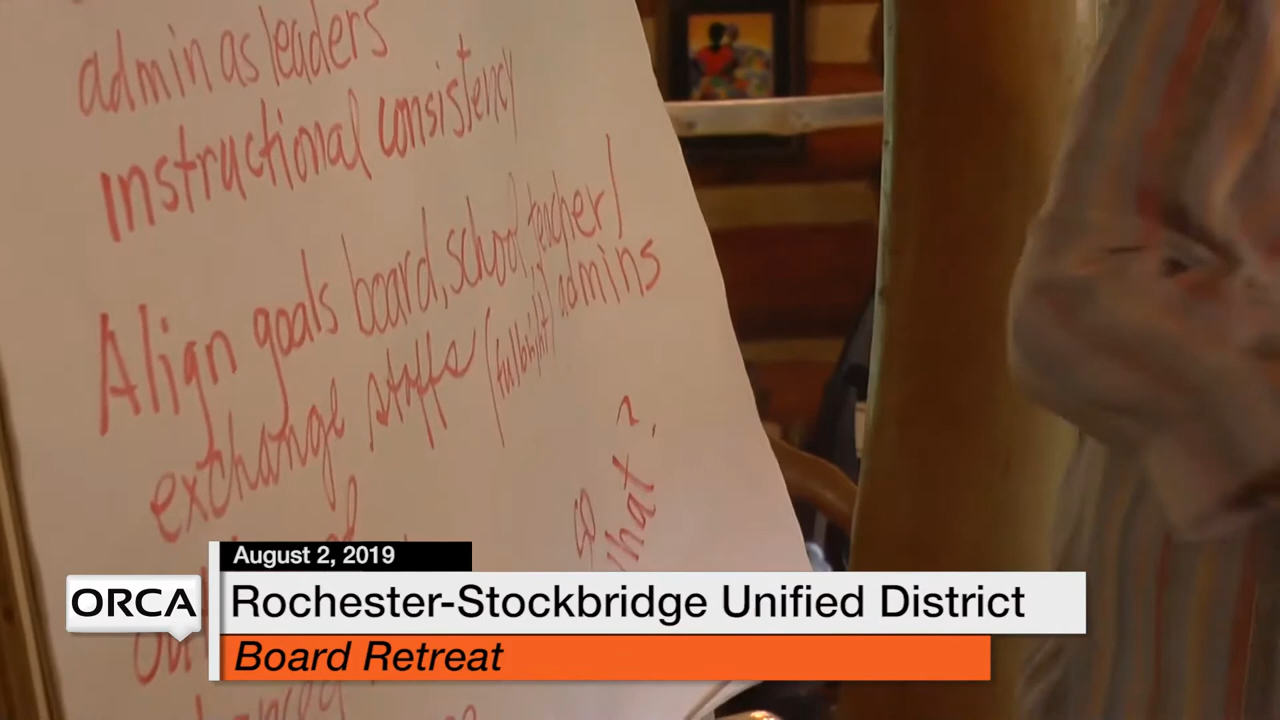 admin as leaders
instructional consistency
Align goals board, school, teacher/
admins
exchange staffs (fulbright)
what?
August 2, 2019
ORCA
Rochester-Stockbridge Unified District
Board Retreat